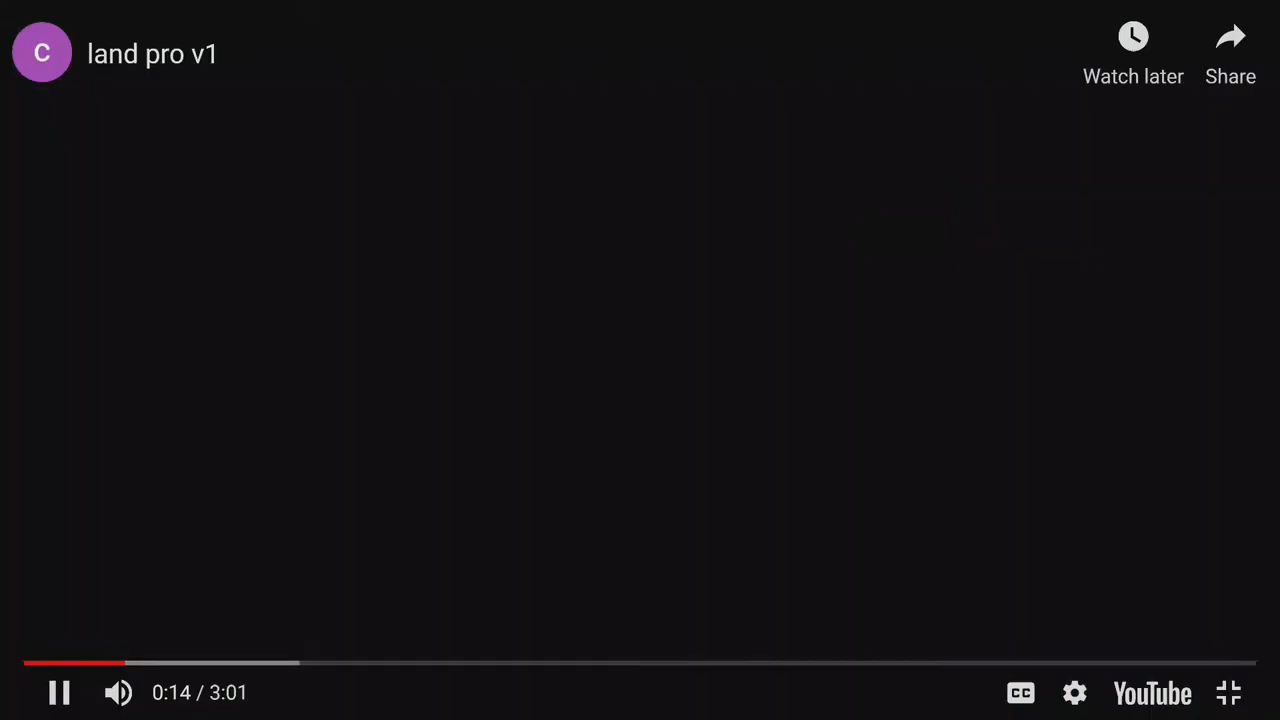 C
land pro v1
Watch later
Share
0:14 / 3:01
CC
YouTube